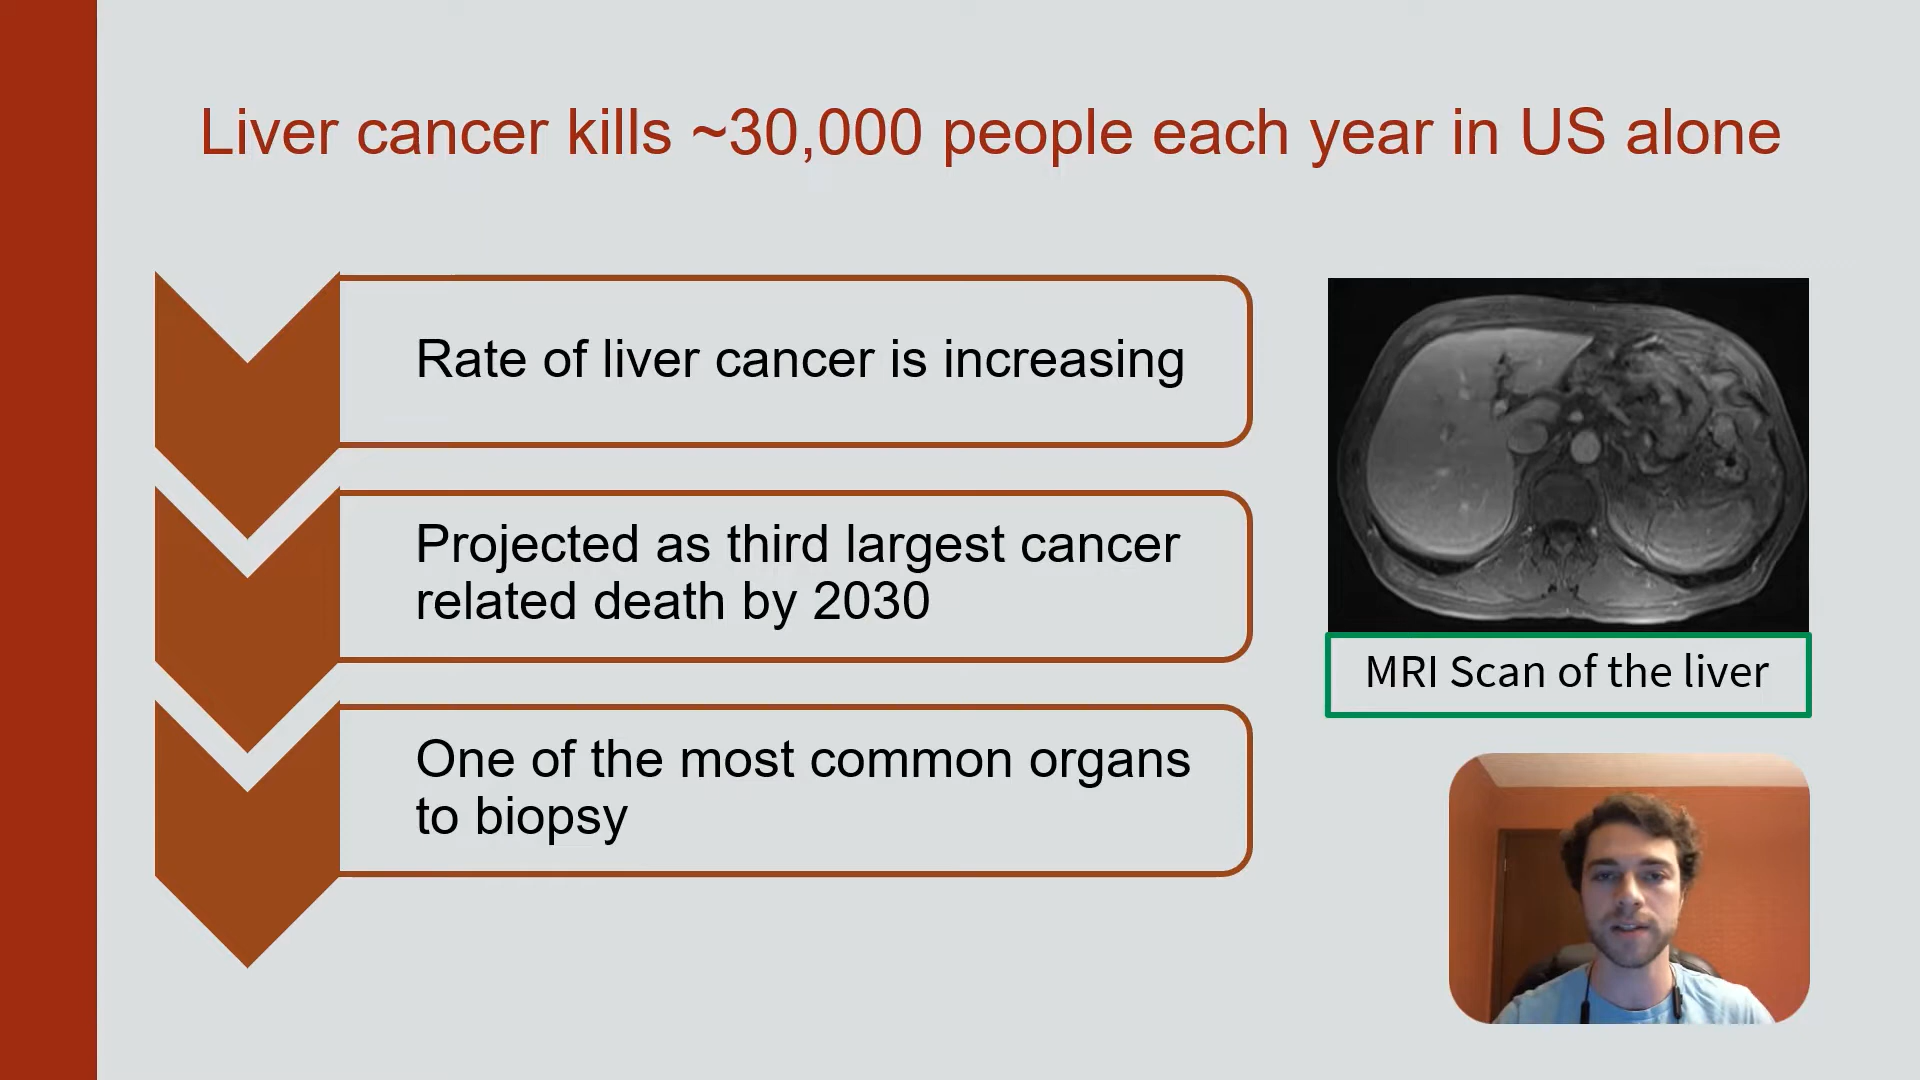 Liver cancer kills ~30,000 people each year in US alone
Rate of liver cancer is increasing
Projected as third largest cancer
related death by 2030
One of the most common organs
to biopsy
MRI Scan of the liver